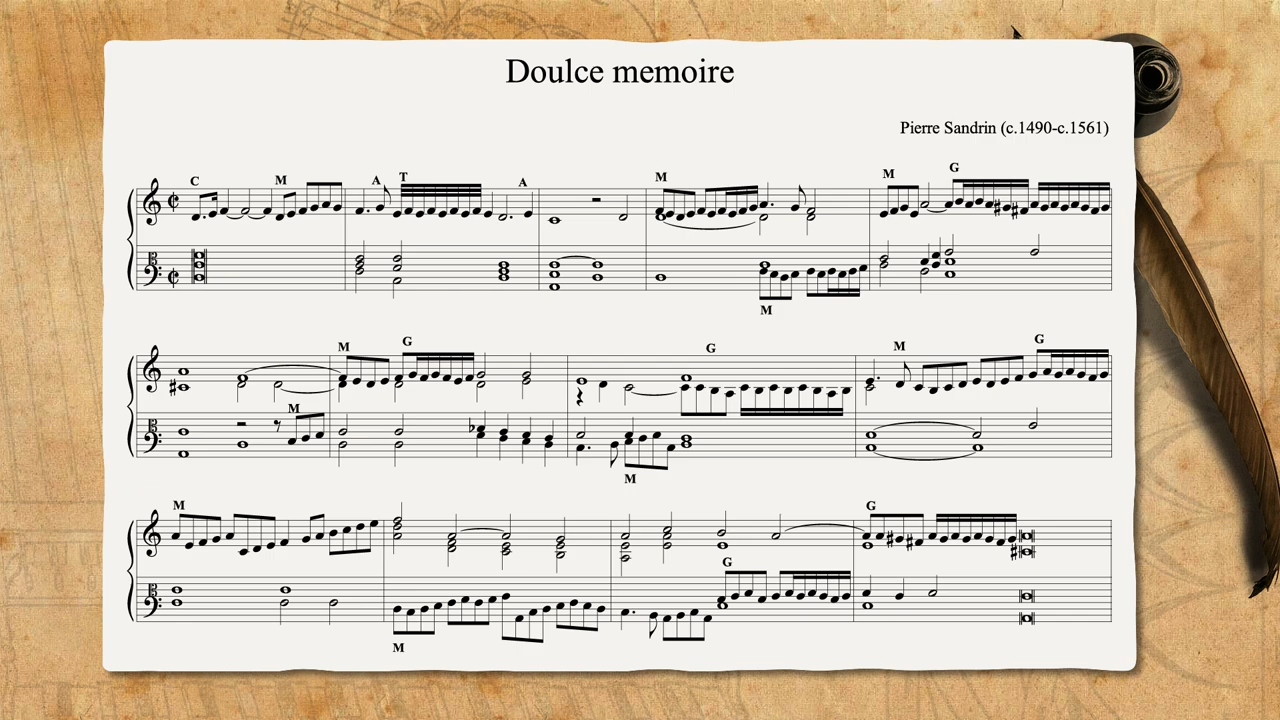 Doulce memoire
Pierre Sandrin (c.1490-c.1561)
C M A T A M M G
M
M G M G G M G
M
M G G
M